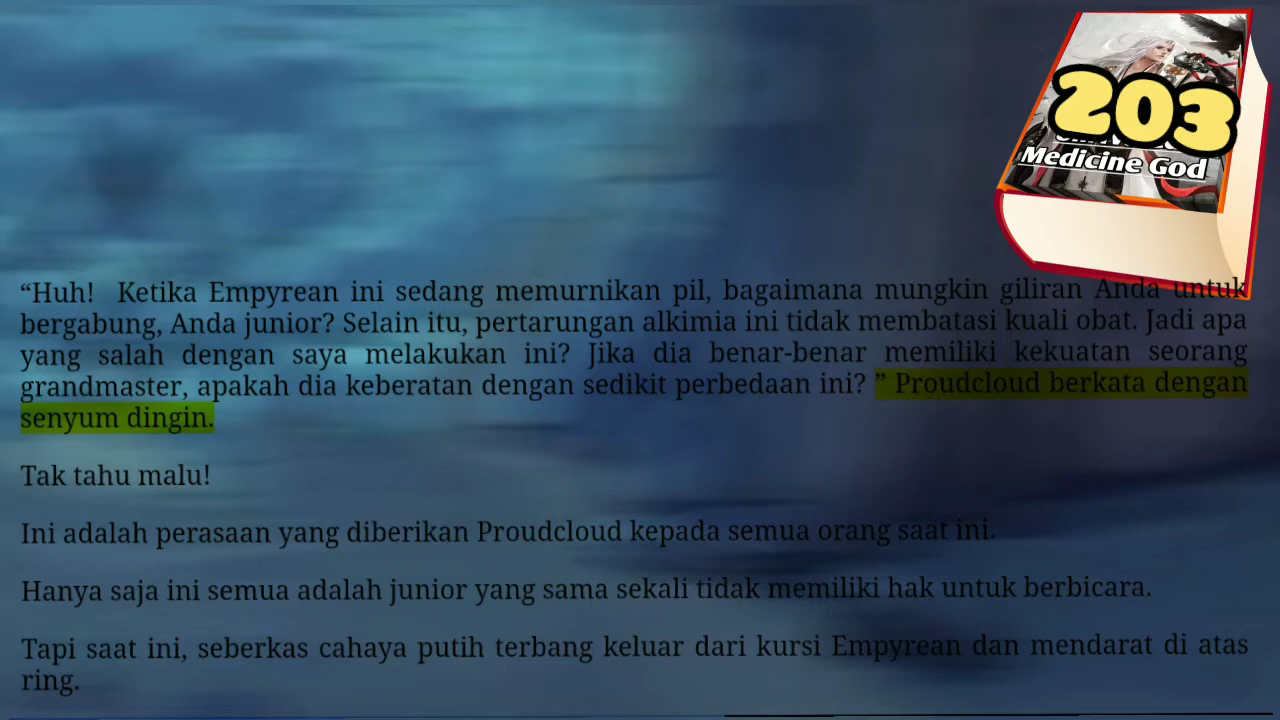 203
Medicine God
“Huh! Ketika Empyrean ini sedang memurnikan pil, bagaimana mungkin giliran Anda untuk
bergabung, Anda junior? Selain itu, pertarungan alkimia ini tidak membatasi kuali obat. Jadi apa
yang salah dengan saya melakukan ini? Jika dia benar-benar memiliki kekuatan seorang
grandmaster, apakah dia keberatan dengan sedikit perbedaan ini? ” Proudcloud berkata dengan
senyum dingin.
Tak tahu malu!
Ini adalah perasaan yang diberikan Proudcloud kepada semua orang saat ini.
Hanya saja ini semua adalah junior yang sama sekali tidak memiliki hak untuk berbicara.
Tapi saat ini, seberkas cahaya putih terbang keluar dari kursi Empyrean dan mendarat di atas
ring.